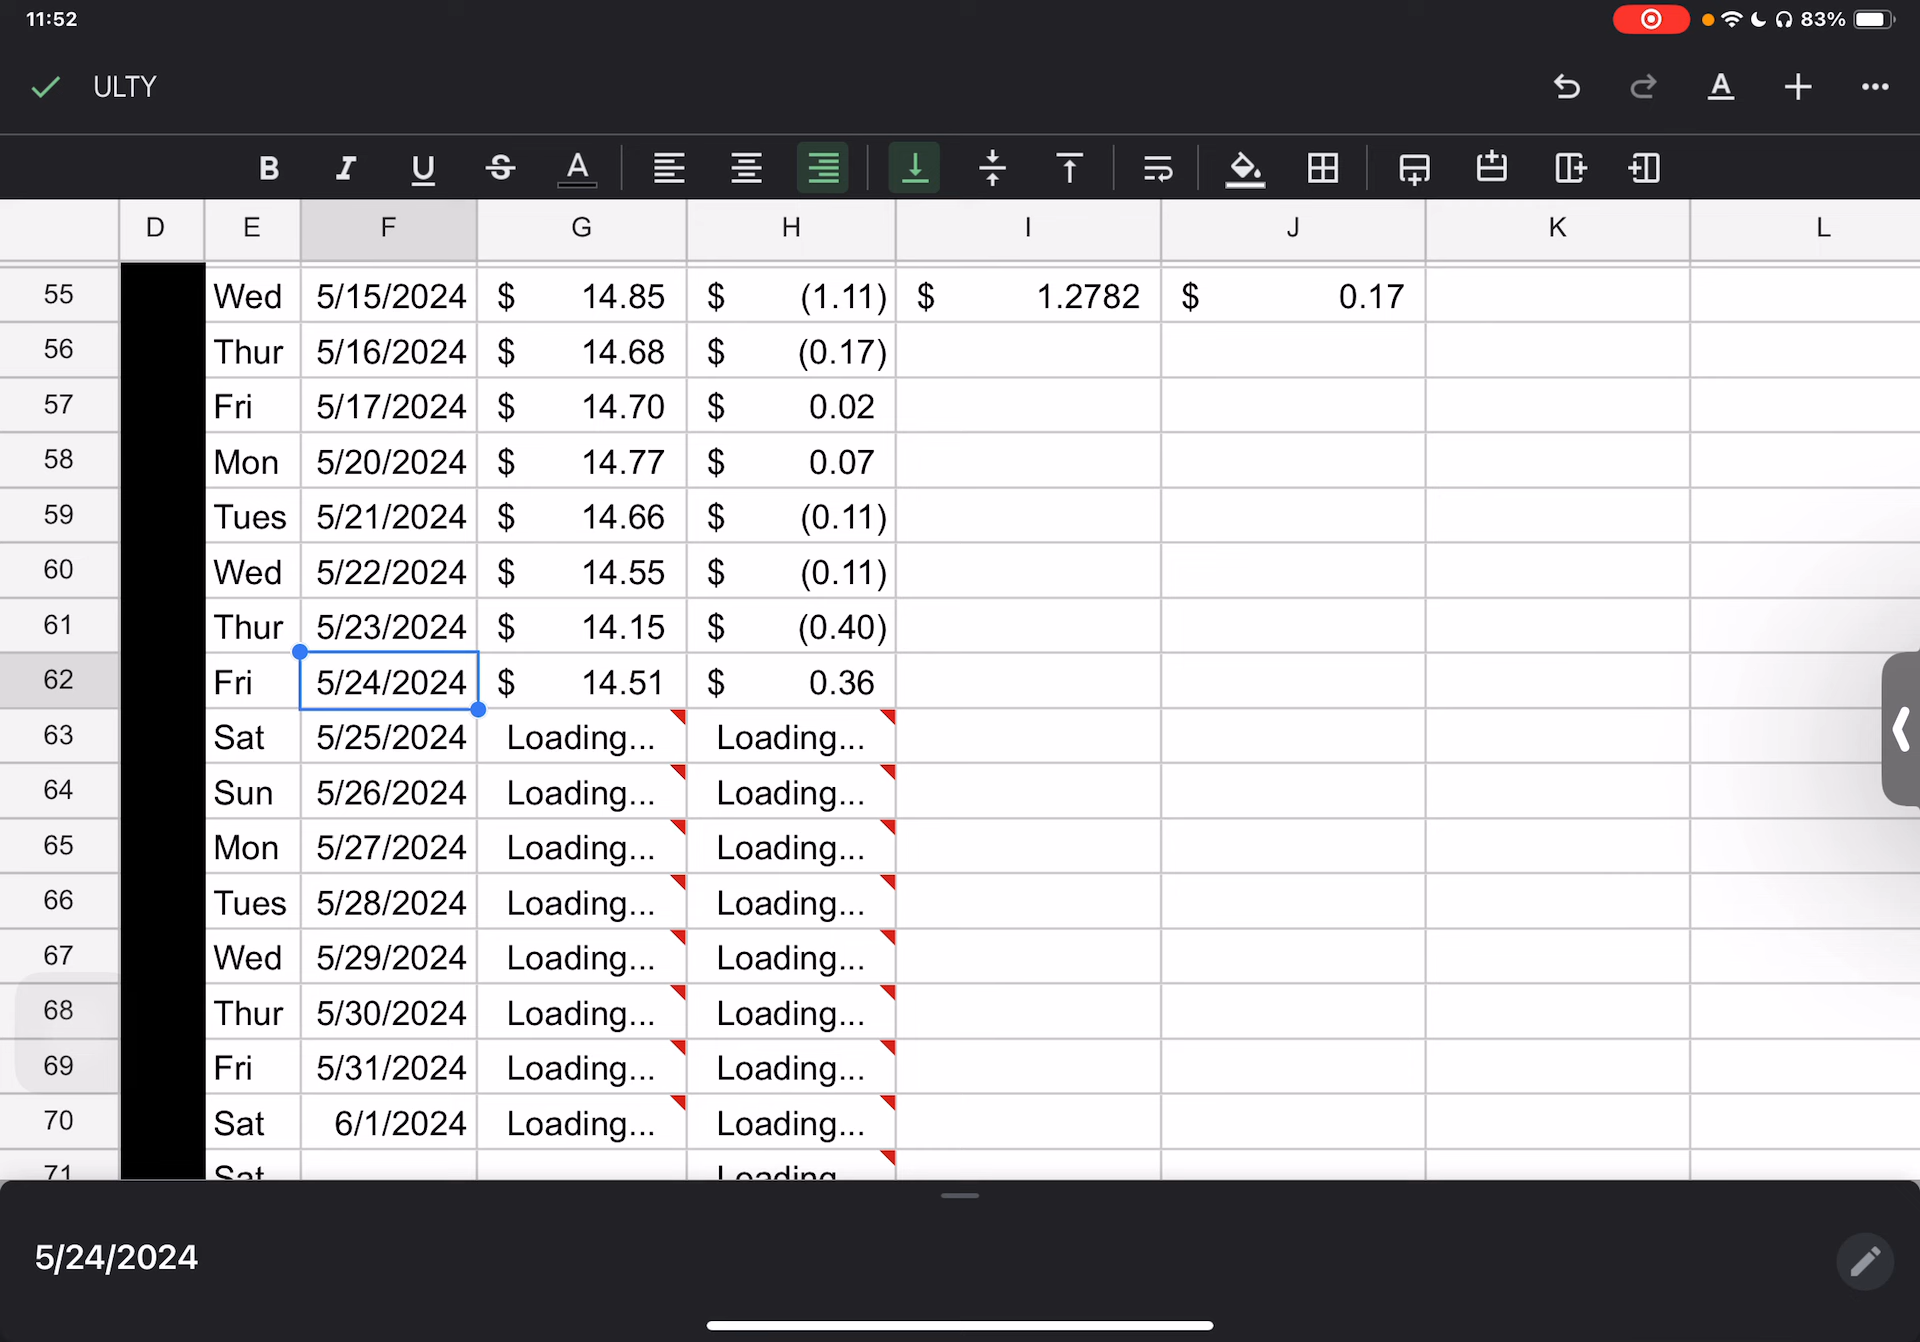 11:52 83%
ULTY
B I U S A
D E F G H I J K L
55 Wed 5/15/2024 $ 14.85 $ (1.11) $ 1.2782 $ 0.17
56 Thur 5/16/2024 $ 14.68 $ (0.17)
57 Fri 5/17/2024 $ 14.70 $ 0.02
58 Mon 5/20/2024 $ 14.77 $ 0.07
59 Tues 5/21/2024 $ 14.66 $ (0.11)
60 Wed 5/22/2024 $ 14.55 $ (0.11)
61 Thur 5/23/2024 $ 14.15 $ (0.40)
62 Fri 5/24/2024 $ 14.51 $ 0.36
63 Sat 5/25/2024 Loading... Loading...
64 Sun 5/26/2024 Loading... Loading...
65 Mon 5/27/2024 Loading... Loading...
66 Tues 5/28/2024 Loading... Loading...
67 Wed 5/29/2024 Loading... Loading...
68 Thur 5/30/2024 Loading... Loading...
69 Fri 5/31/2024 Loading... Loading...
70 Sat 6/1/2024 Loading... Loading...
71 Sat Loading
5/24/2024